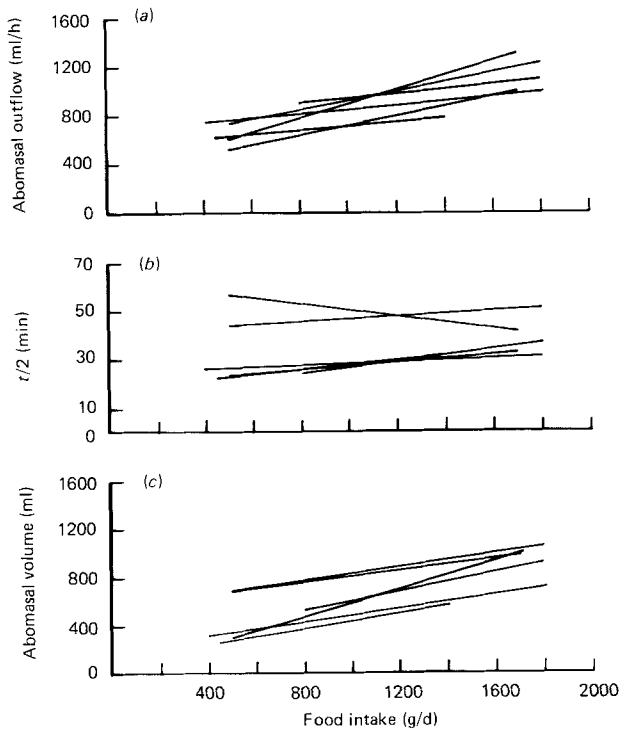 (a)
Abomasal outflow (ml/h)
1600
1200
800
400
0
(b)
t/2 (min)
70
50
30
10
0
(c)
Abomasal volume (ml)
1600
1200
800
400
0
400 800 1200 1600 2000
Food intake (g/d)